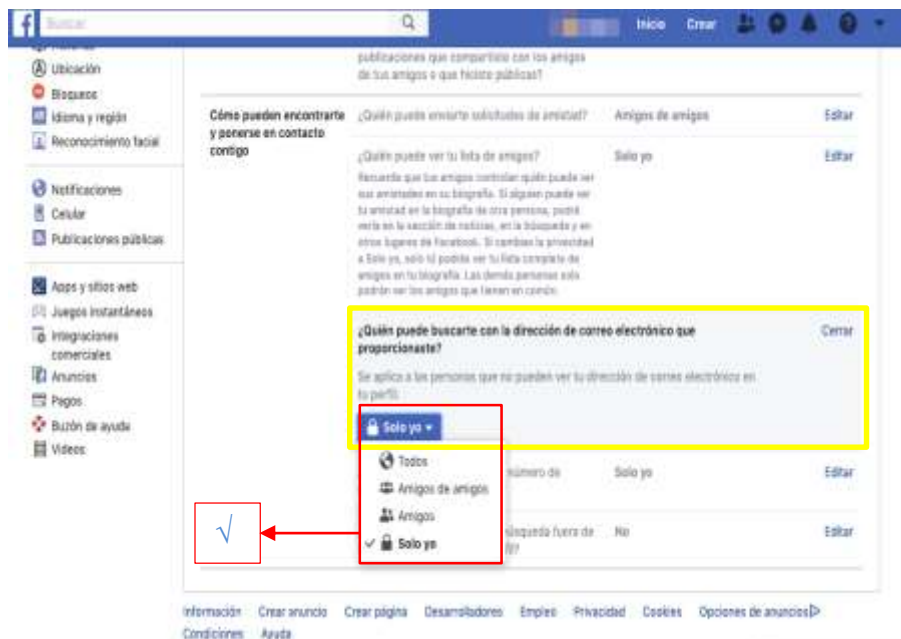 f Buscar Inicio Crear
Ubicación
Bloqueos
Idioma y región
Reconocimiento facial
Notificaciones
Celular
Publicaciones públicas
Apps y sitios web
Juegos instantáneos
Integraciones
comerciales
Anuncios
Pagos
Buzón de ayuda
Videos
publicaciones que compartiste con los amigos
de tus amigos o que hiciste públicas?
Cómo pueden encontrarte
y ponerse en contacto
contigo
¿Quién puede enviarte solicitudes de amistad? Amigos de amigos Editar
¿Quién puede ver tu lista de amigos? Solo yo Editar
Recuerda que tus amigos controlan quién puede ver
sus amistades en su biografía. Si alguien puede ver
tu amistad en la biografía de otra persona, podrá
verla en la sección de noticias, en la búsqueda y en
otros lugares de Facebook. Si cambias la privacidad
a Solo yo, solo tú podrás ver tu lista completa de
amigos en tu biografía. Las demás personas solo
podrán ver los amigos que tienen en común.
¿Quién puede buscarte con la dirección de correo electrónico que
proporcionaste? Cerrar
Se aplica a las personas que no pueden ver tu dirección de correo electrónico en
tu perfil.
Solo yo
Todos
Amigos de amigos
Amigos
✓ Solo yo
número de Solo yo Editar
búsqueda fuera de No Editar
√
Información Crear anuncio Crear página Desarrolladores Empleo Privacidad Cookies Opciones de anuncios
Condiciones Ayuda